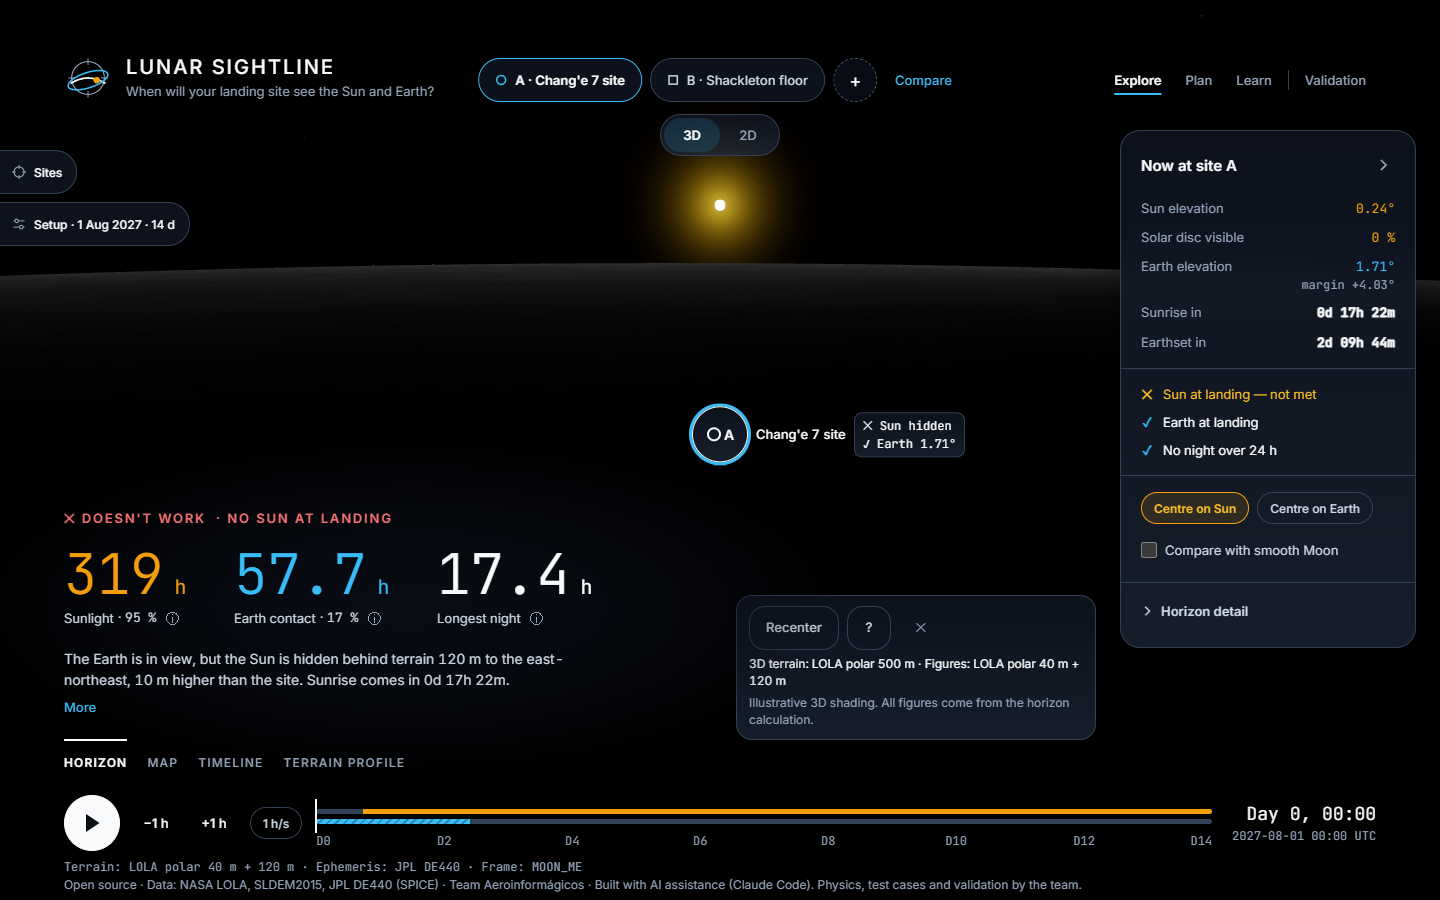 LUNAR SIGHTLINE
When will your landing site see the Sun and Earth?
A · Chang'e 7 site
B · Shackleton floor
+
Compare
Explore
Plan
Learn
Validation
3D
2D
Sites
Setup · 1 Aug 2027 · 14 d
Now at site A
Sun elevation 0.24°
Solar disc visible 0 %
Earth elevation 1.71°
margin +4.03°
Sunrise in 0d 17h 22m
Earthset in 2d 09h 44m
Sun at landing — not met
Earth at landing
No night over 24 h
Centre on Sun
Centre on Earth
Compare with smooth Moon
Horizon detail
A
Chang'e 7 site
✕ Sun hidden
✓ Earth 1.71°
✕ DOESN'T WORK · NO SUN AT LANDING
319 h
57.7 h
17.4 h
Sunlight · 95 % ⓘ
Earth contact · 17 % ⓘ
Longest night ⓘ
The Earth is in view, but the Sun is hidden behind terrain 120 m to the east-
northeast, 10 m higher than the site. Sunrise comes in 0d 17h 22m.
More
Recenter
?
✕
3D terrain: LOLA polar 500 m · Figures: LOLA polar 40 m +
120 m
Illustrative 3D shading. All figures come from the horizon
calculation.
HORIZON
MAP
TIMELINE
TERRAIN PROFILE
−1 h
+1 h
1 h/s
D0
D2
D4
D6
D8
D10
D12
D14
Day 0, 00:00
2027-08-01 00:00 UTC
Terrain: LOLA polar 40 m + 120 m · Ephemeris: JPL DE440 · Frame: MOON_ME
Open source · Data: NASA LOLA, SLDEM2015, JPL DE440 (SPICE) · Team Aeroinformágicos · Built with AI assistance (Claude Code). Physics, test cases and validation by the team.